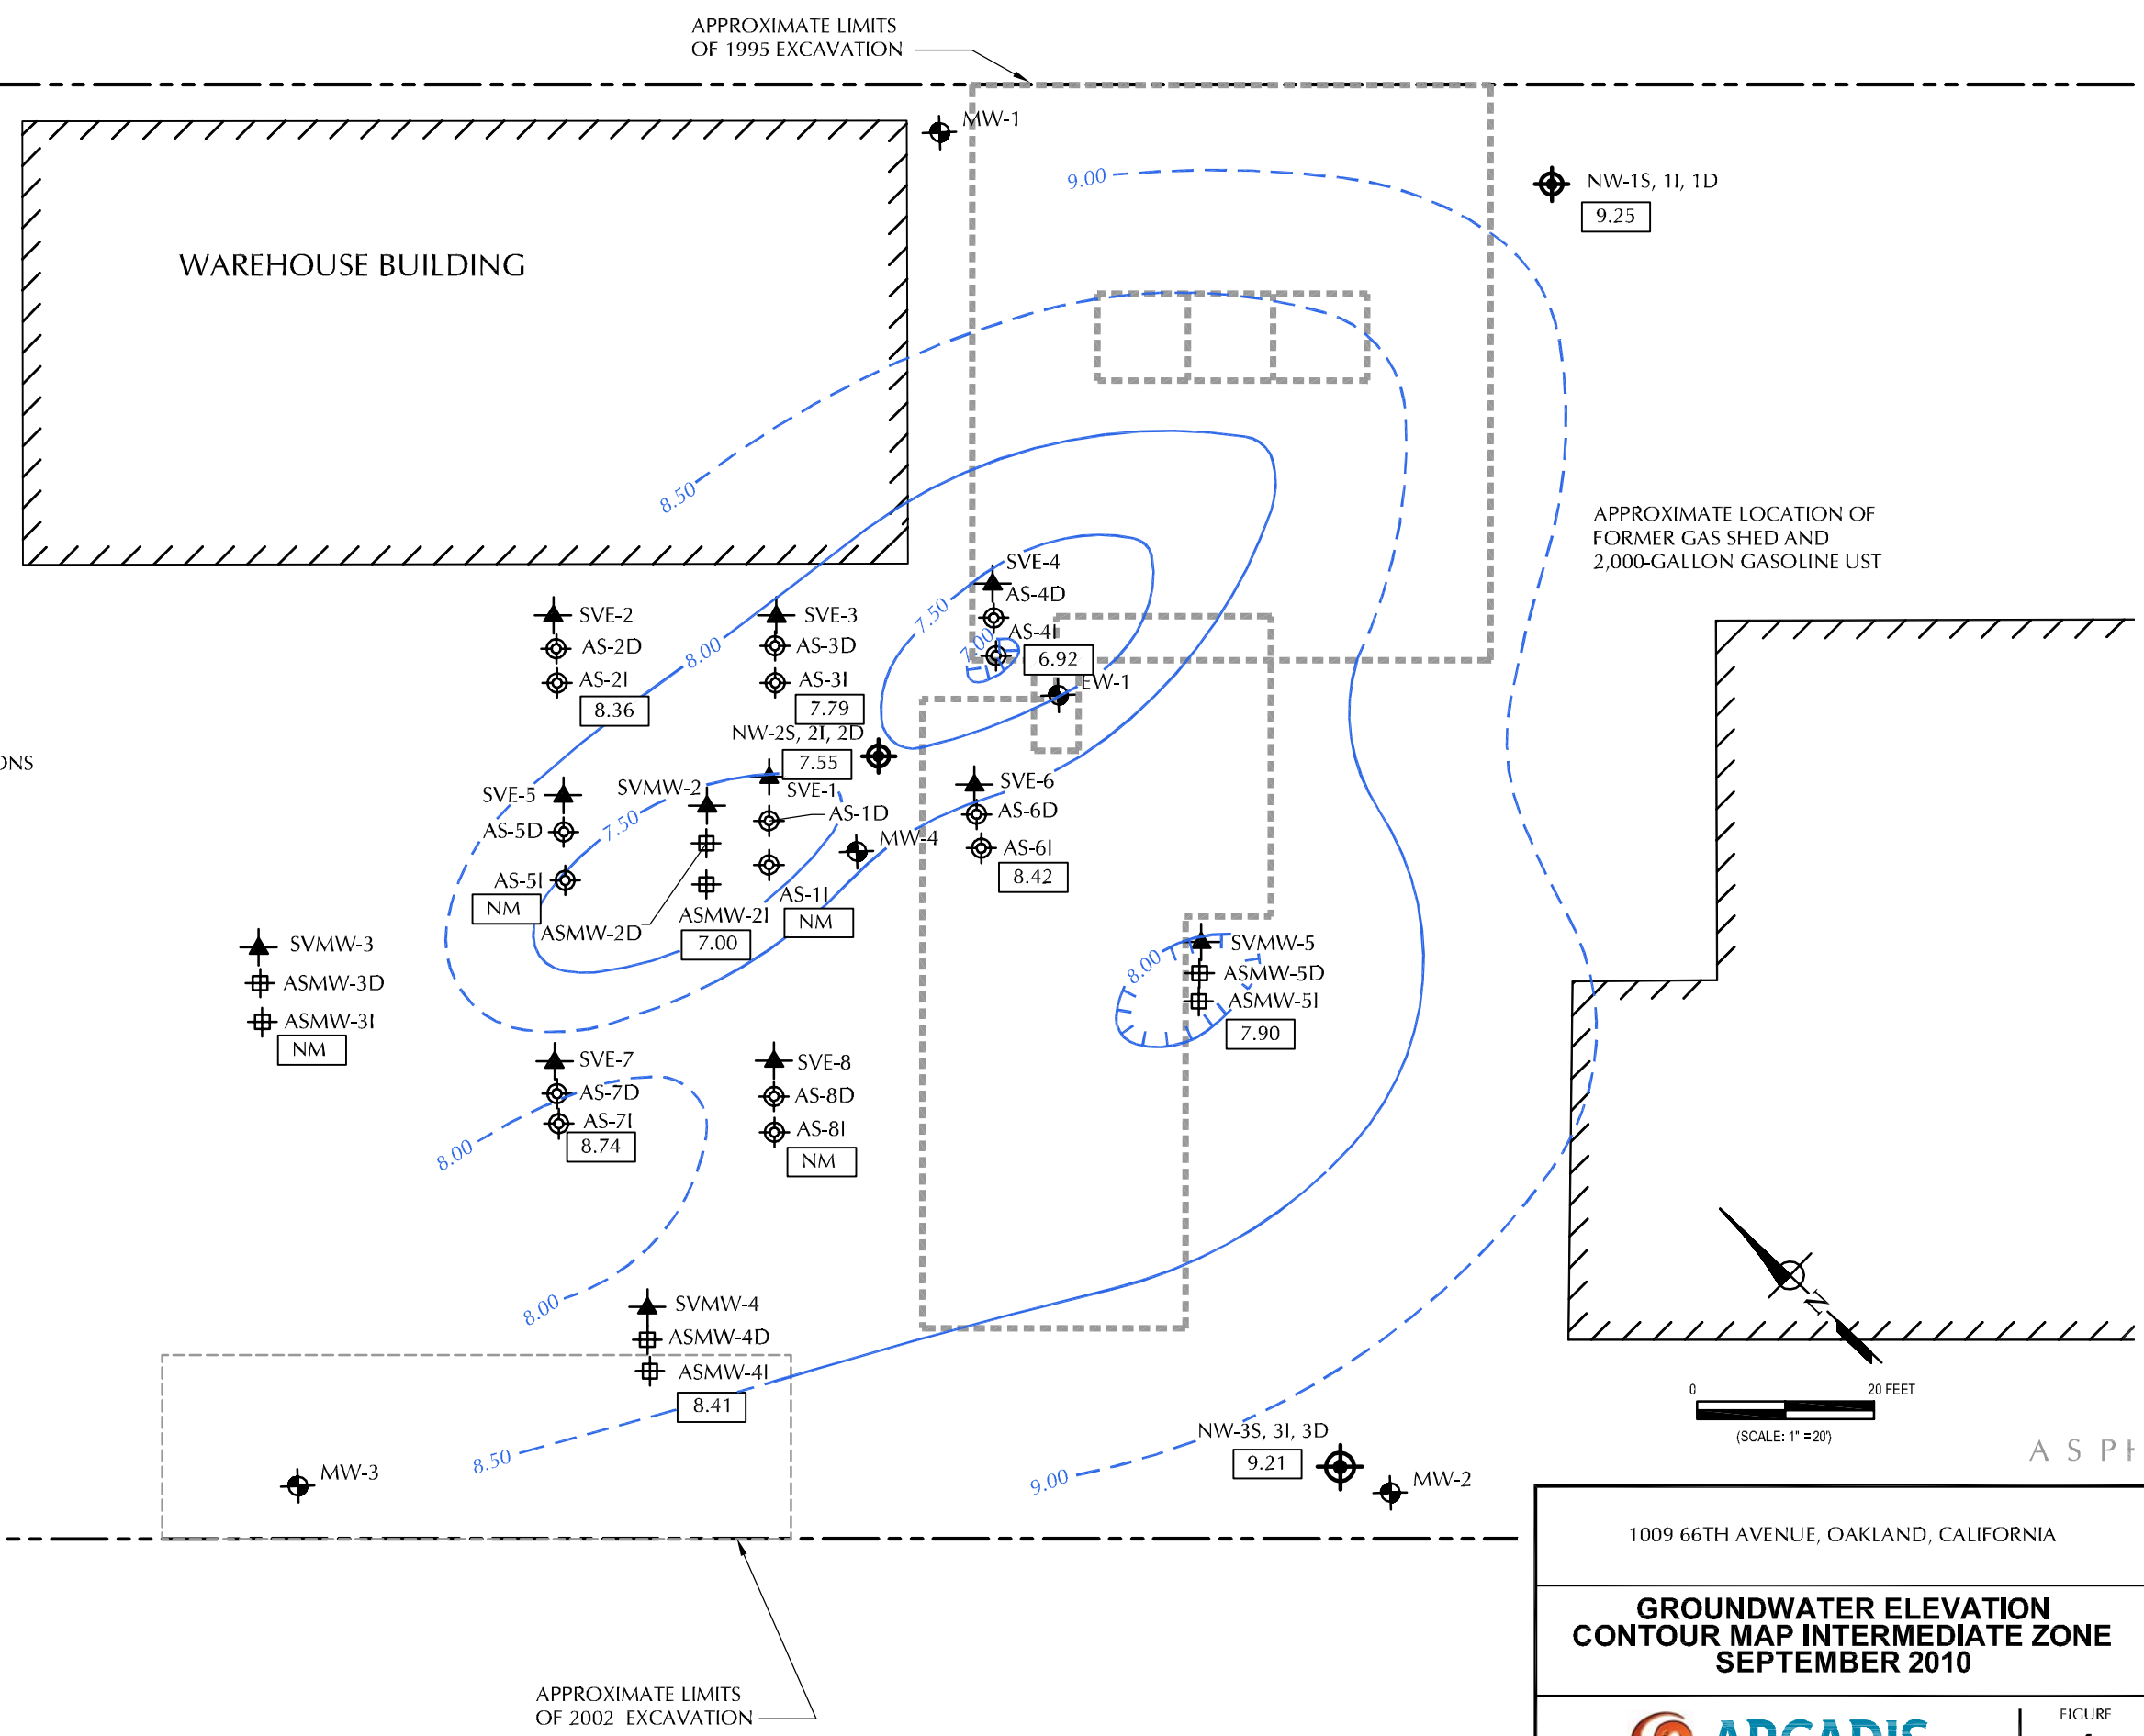 APPROXIMATE LIMITS
OF 1995 EXCAVATION
MW-1
9.00
NW-1S, 1I, 1D
9.25
WAREHOUSE BUILDING
8.50
APPROXIMATE LOCATION OF
FORMER GAS SHED AND
2,000-GALLON GASOLINE UST
SVE-4
AS-4D
7.50
AS-4I
7.00
6.92
EW-1
SVE-2
AS-2D
AS-2I
8.36
8.00
SVE-3
AS-3D
AS-3I
7.79
NW-2S, 2I, 2D
7.55
ONS
SVE-5
AS-5D
AS-5I
NM
7.50
SVMW-2
SVE-1
AS-1D
MW-4
AS-1I
NM
ASMW-2I
7.00
ASMW-2D
SVE-6
AS-6D
AS-6I
8.42
SVMW-3
ASMW-3D
ASMW-3I
NM
8.00
SVMW-5
ASMW-5D
ASMW-5I
7.90
SVE-7
AS-7D
AS-7I
8.74
8.00
SVE-8
AS-8D
AS-8I
NM
8.00
SVMW-4
ASMW-4D
ASMW-4I
8.41
8.50
MW-3
N
0 20 FEET
(SCALE: 1" = 20')
NW-3S, 3I, 3D
9.21
9.00
MW-2
ASPH
1009 66TH AVENUE, OAKLAND, CALIFORNIA
GROUNDWATER ELEVATION
CONTOUR MAP INTERMEDIATE ZONE
SEPTEMBER 2010
APPROXIMATE LIMITS
OF 2002 EXCAVATION
ARCADIS
FIGURE